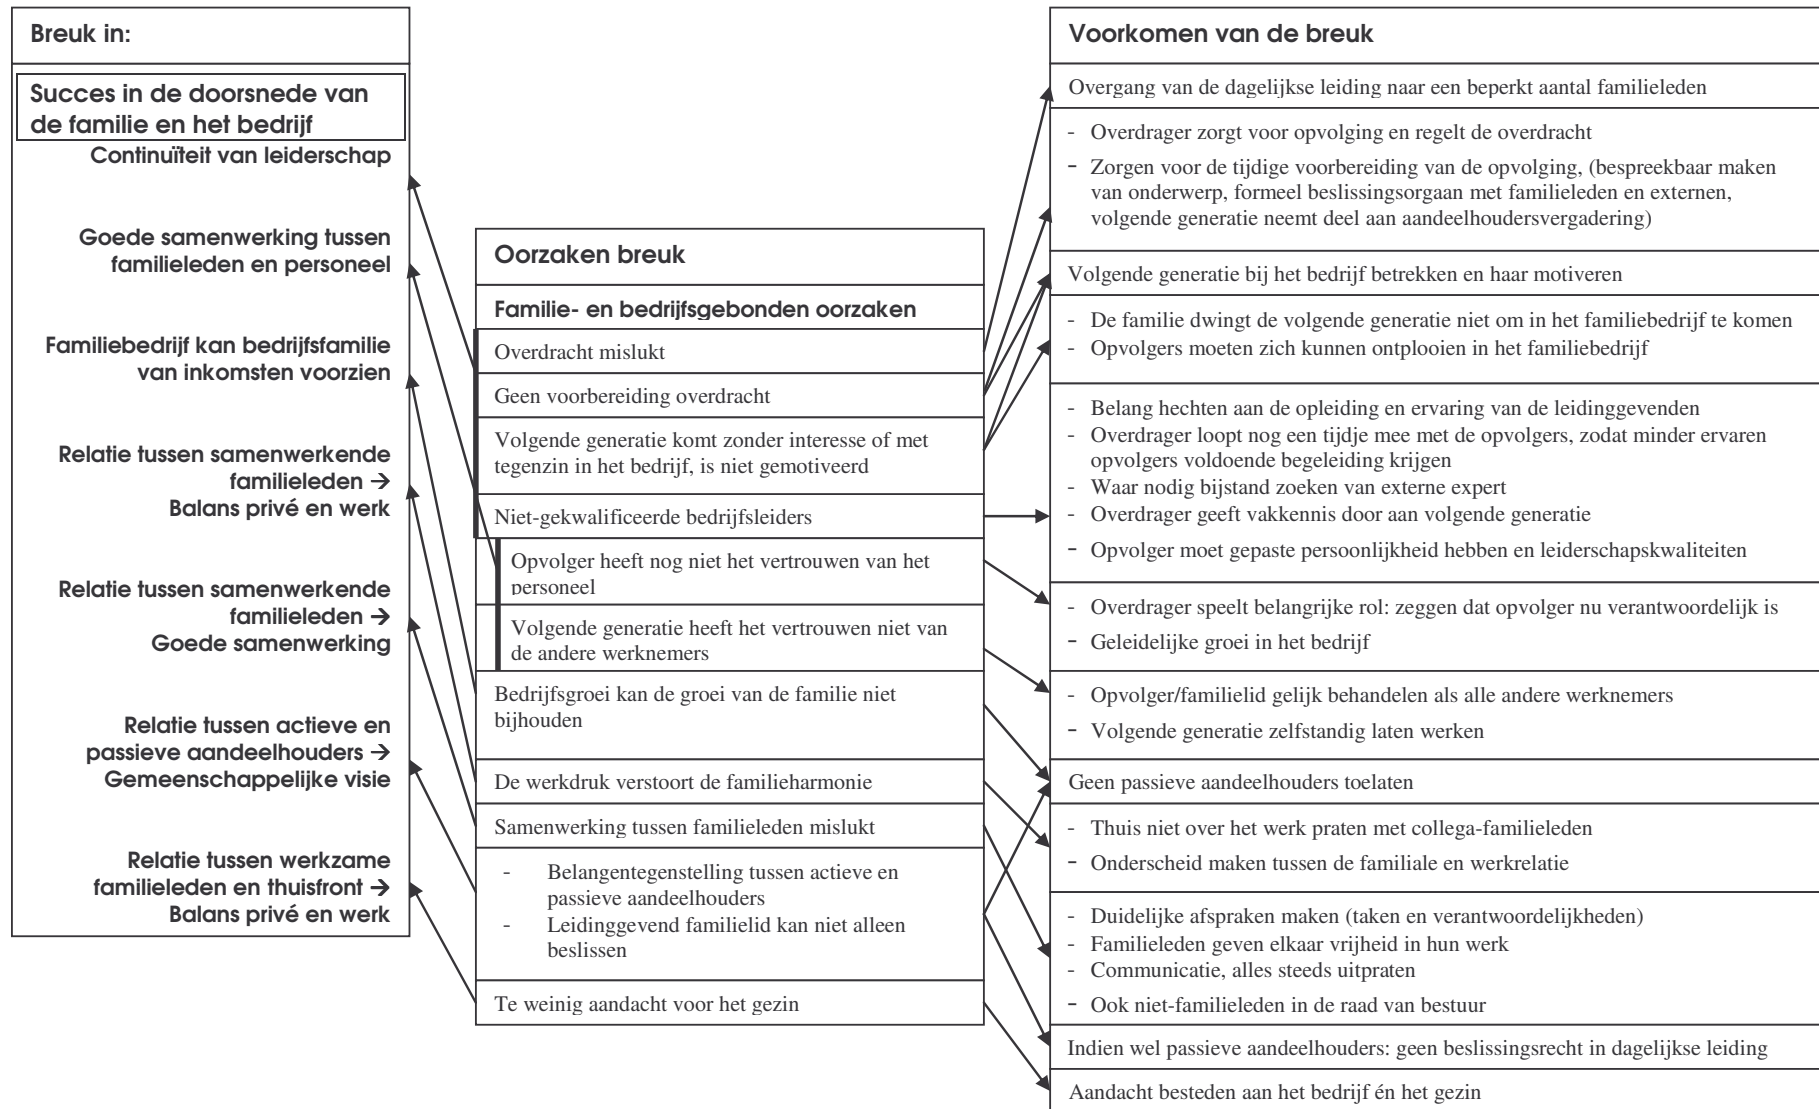 Breuk in:
Succes in de doorsnede van
de familie en het bedrijf
Continuïteit van leiderschap
Goede samenwerking tussen
familieleden en personeel
Familiebedrijf kan bedrijfsfamilie
van inkomsten voorzien
Relatie tussen samenwerkende
familieleden →
Balans privé en werk
Relatie tussen samenwerkende
familieleden →
Goede samenwerking
Relatie tussen actieve en
passieve aandeelhouders →
Gemeenschappelijke visie
Relatie tussen werkzame
familieleden en thuisfront →
Balans privé en werk
Oorzaken breuk
Familie- en bedrijfsgebonden oorzaken
Overdracht mislukt
Geen voorbereiding overdracht
Volgende generatie komt zonder interesse of met
tegenzin in het bedrijf, is niet gemotiveerd
Niet-gekwalificeerde bedrijfsleiders
Opvolger heeft nog niet het vertrouwen van het
personeel
Volgende generatie heeft het vertrouwen niet van
de andere werknemers
Bedrijfsgroei kan de groei van de familie niet
bijhouden
De werkdruk verstoort de familieharmonie
Samenwerking tussen familieleden mislukt
- Belangentegenstelling tussen actieve en
passieve aandeelhouders
- Leidinggevend familielid kan niet alleen
beslissen
Te weinig aandacht voor het gezin
Voorkomen van de breuk
Overgang van de dagelijkse leiding naar een beperkt aantal familieleden
- Overdrager zorgt voor opvolging en regelt de overdracht
- Zorgen voor de tijdige voorbereiding van de opvolging, (bespreekbaar maken
van onderwerp, formeel beslissingsorgaan met familieleden en externen,
volgende generatie neemt deel aan aandeelhoudersvergadering)
Volgende generatie bij het bedrijf betrekken en haar motiveren
- De familie dwingt de volgende generatie niet om in het familiebedrijf te komen
- Opvolgers moeten zich kunnen ontplooien in het familiebedrijf
- Belang hechten aan de opleiding en ervaring van de leidinggevenden
- Overdrager loopt nog een tijdje mee met de opvolgers, zodat minder ervaren
opvolgers voldoende begeleiding krijgen
- Waar nodig bijstand zoeken van externe expert
- Overdrager geeft vakkennis door aan volgende generatie
- Opvolger moet gepaste persoonlijkheid hebben en leiderschapskwaliteiten
- Overdrager speelt belangrijke rol: zeggen dat opvolger nu verantwoordelijk is
- Geleidelijke groei in het bedrijf
- Opvolger/familielid gelijk behandelen als alle andere werknemers
- Volgende generatie zelfstandig laten werken
Geen passieve aandeelhouders toelaten
- Thuis niet over het werk praten met collega-familieleden
- Onderscheid maken tussen de familiale en werkrelatie
- Duidelijke afspraken maken (taken en verantwoordelijkheden)
- Familieleden geven elkaar vrijheid in hun werk
- Communicatie, alles steeds uitpraten
- Ook niet-familieleden in de raad van bestuur
Indien wel passieve aandeelhouders: geen beslissingsrecht in dagelijkse leiding
Aandacht besteden aan het bedrijf én het gezin